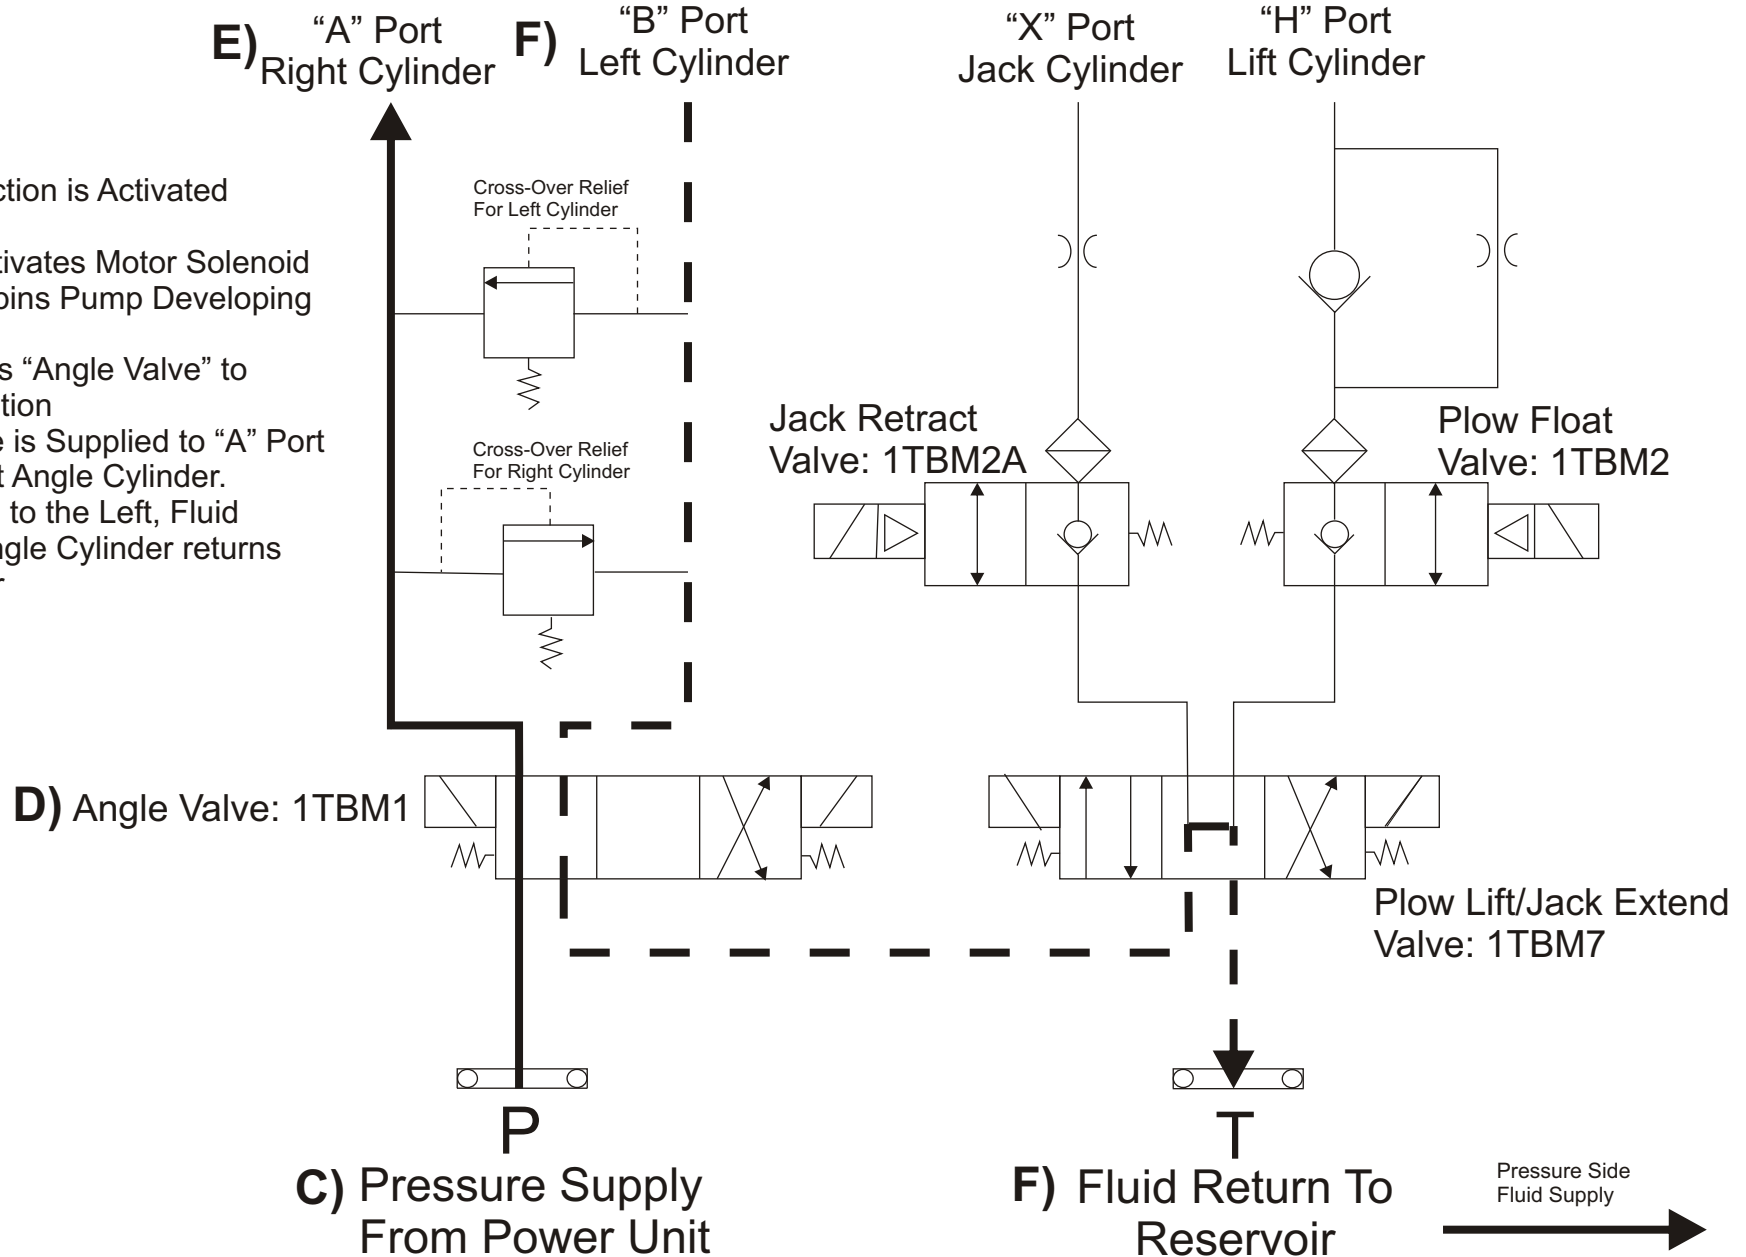 E)
“A” Port
Right Cylinder
F)
“B” Port
Left Cylinder
“X” Port
Jack Cylinder
“H” Port
Lift Cylinder
ction is Activated
tivates Motor Solenoid
pins Pump Developing
s “Angle Valve” to
tion
e is Supplied to “A” Port
t Angle Cylinder.
to the Left, Fluid
ngle Cylinder returns
r
Cross-Over Relief
For Left Cylinder
Cross-Over Relief
For Right Cylinder
Jack Retract
Valve: 1TBM2A
Plow Float
Valve: 1TBM2
D) Angle Valve: 1TBM1
Plow Lift/Jack Extend
Valve: 1TBM7
P
C) Pressure Supply
From Power Unit
T
F) Fluid Return To
Reservoir
Pressure Side
Fluid Supply